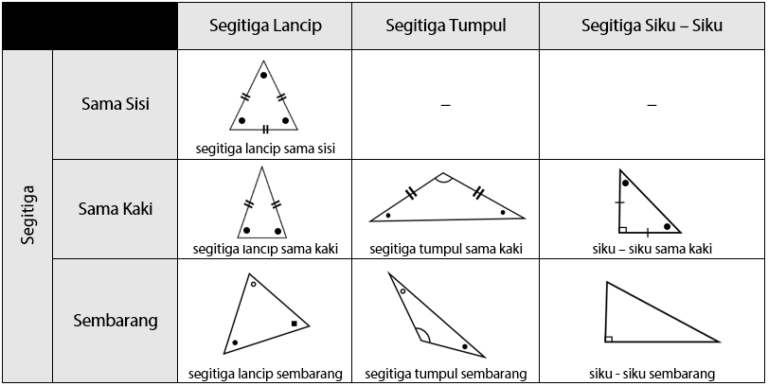 Segitiga Lancip
Segitiga Tumpul
Segitiga Siku – Siku
Segitiga
Sama Sisi
segitiga lancip sama sisi
–
–
Sama Kaki
segitiga lancip sama kaki
segitiga tumpul sama kaki
siku – siku sama kaki
Sembarang
segitiga lancip sembarang
segitiga tumpul sembarang
siku - siku sembarang